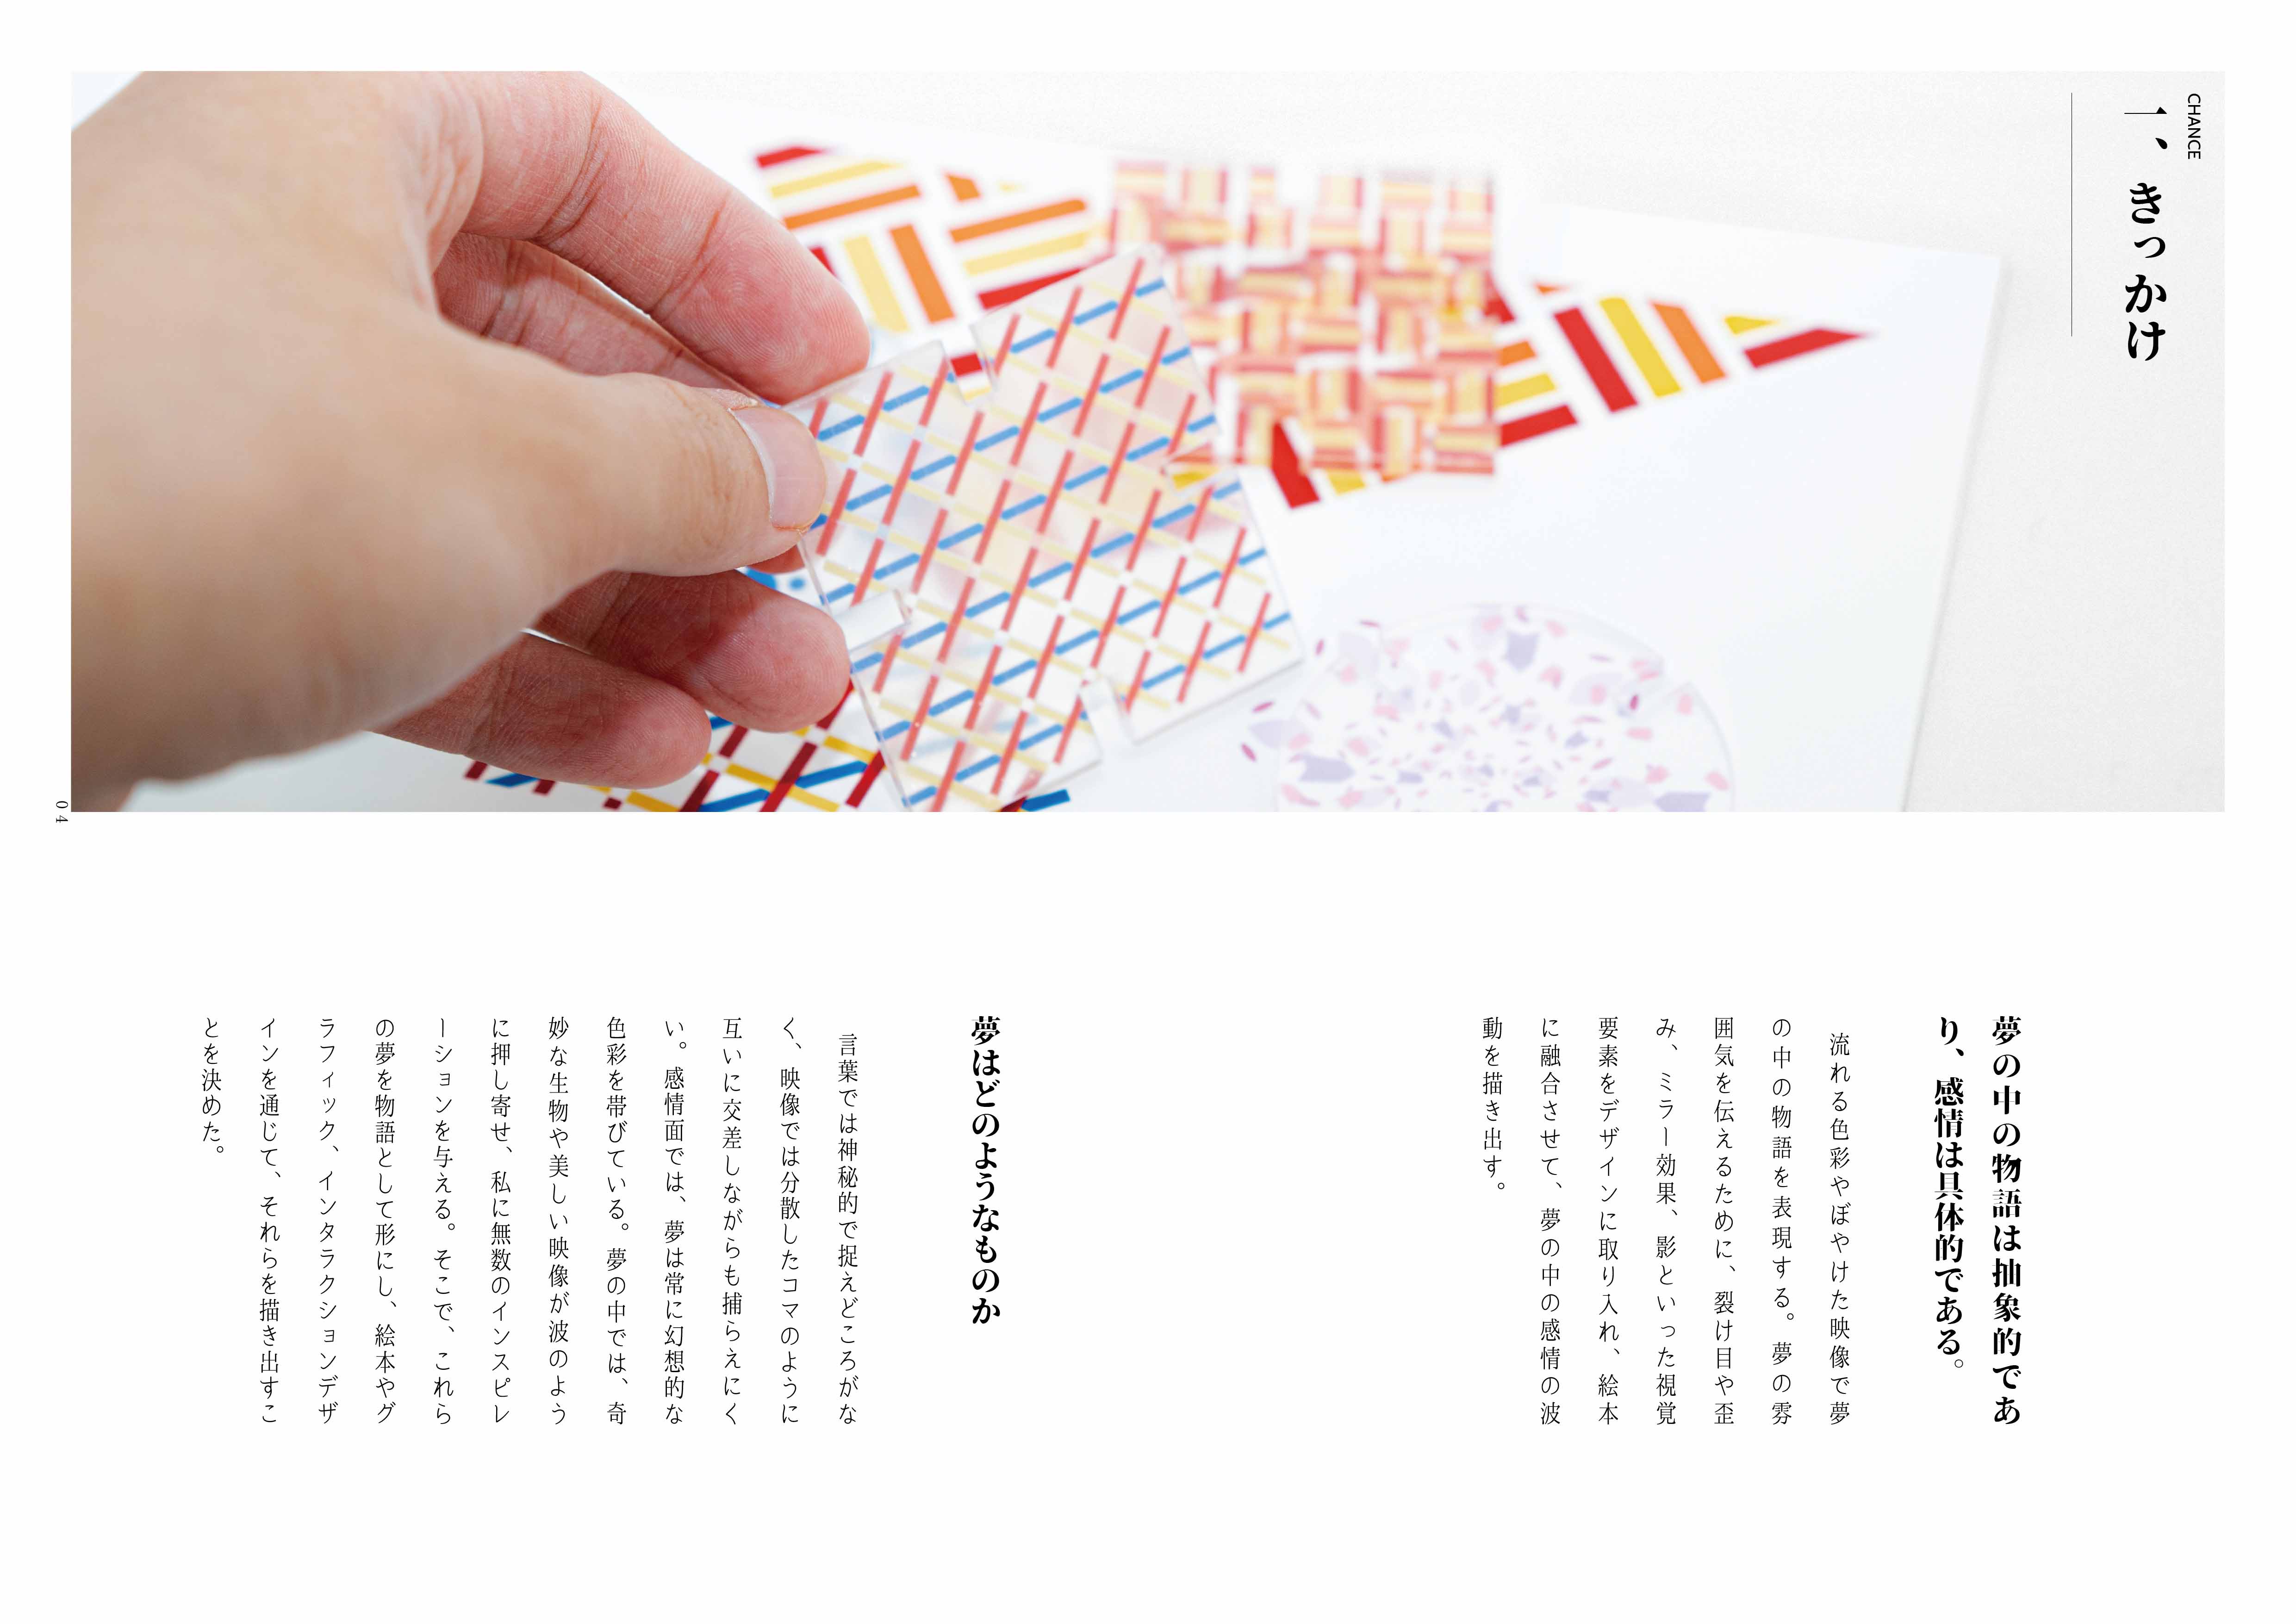 CHANCE
一、きっかけ
夢の中の物語は抽象的であ
り、感情は具体的である。
流れる色彩やぼやけた映像で夢
の中の物語を表現する。夢の雰
囲気を伝えるために、裂け目や歪
み、ミラー効果、影といった視覚
要素をデザインに取り入れ、絵本
に融合させて、夢の中の感情の波
動を描き出す。
夢はどのようなものか
言葉では神秘的で捉えどころがな
く、映像では分散したコマのように
互いに交差しながらも捕らえにく
い。感情面では、夢は常に幻想的な
色彩を帯びている。夢の中では、奇
妙な生物や美しい映像が波のよう
に押し寄せ、私に無数のインスピレ
ーションを与える。そこで、これら
の夢を物語として形にし、絵本やグ
ラフィック、インタラクションデザ
インを通じて、それらを描き出すこ
とを決めた。
04